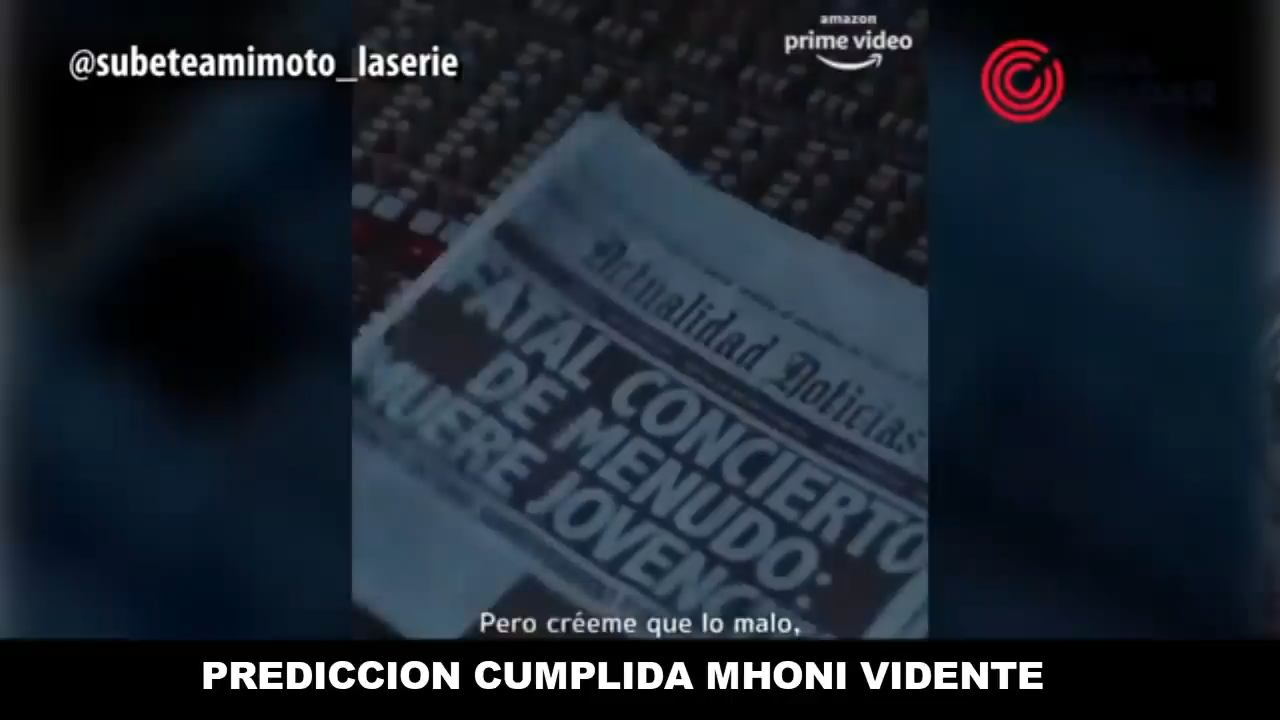 amazon
prime video
@subeteamimoto_laserie
Actualidad Noticias
FATAL CONCIERTO
DE MENUDO:
MUERE JOVENC
Pero créeme que lo malo,
PREDICCION CUMPLIDA MHONI VIDENTE